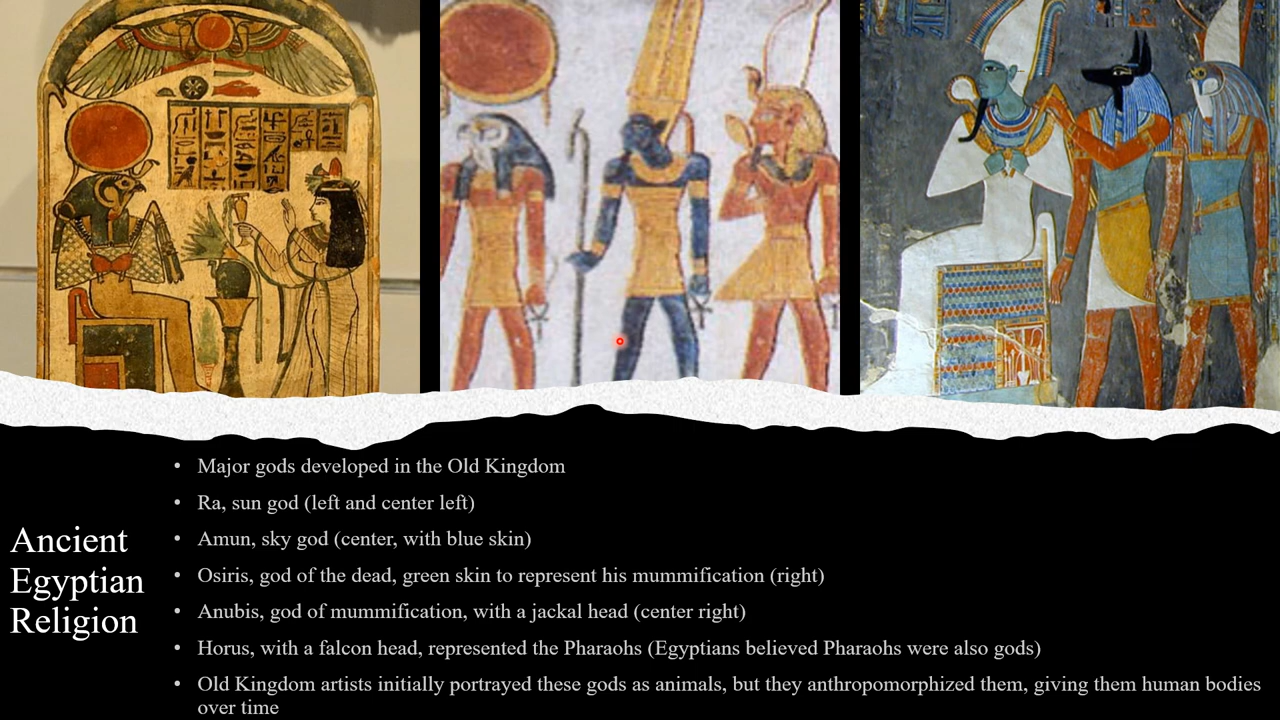 Ancient
Egyptian
Religion
• Major gods developed in the Old Kingdom
• Ra, sun god (left and center left)
• Amun, sky god (center, with blue skin)
• Osiris, god of the dead, green skin to represent his mummification (right)
• Anubis, god of mummification, with a jackal head (center right)
• Horus, with a falcon head, represented the Pharaohs (Egyptians believed Pharaohs were also gods)
• Old Kingdom artists initially portrayed these gods as animals, but they anthropomorphized them, giving them human bodies
over time